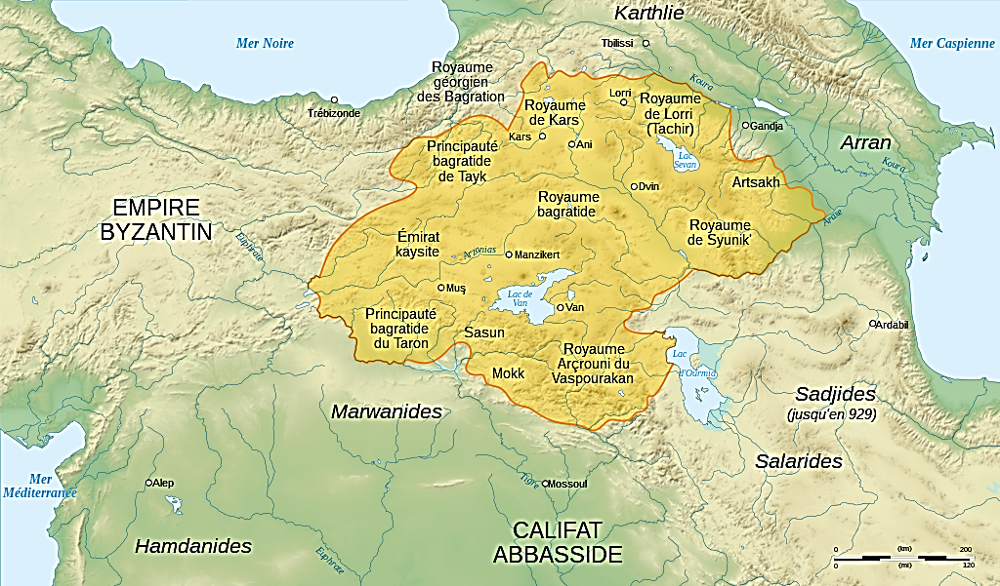 Karthlie
Mer Noire
Tbilissi
Mer Caspienne
Royaume
géorgien
des Bagration
Koura
Trébizonde
Royaume
de Kars
Lorri
Royaume
de Lorri
(Tachir)
Gandja
Kars
Ani
Arran
Principauté
bagratide
de Tayk
Lac
Sevan
Koura
Dvin
Artsakh
EMPIRE
BYZANTIN
Royaume
bagratide
Araxe
Royaume
de Syunik'
Euphrate
Émirat
kaysite
Arsanias
Manzikert
Muş
Lac de
Van
Van
Principauté
bagratide
du Taron
Sasun
Ardabil
Mokk
Royaume
Arçrouni du
Vaspourakan
Lac
d'Ourmia
Marwanides
Sadjides
(jusqu'en 929)
Salarides
Mer
Méditerranée
Alep
Tigre
Mossoul
Hamdanides
Euphrate
CALIFAT
ABBASSIDE
0 (km) 200
0 (mi) 120